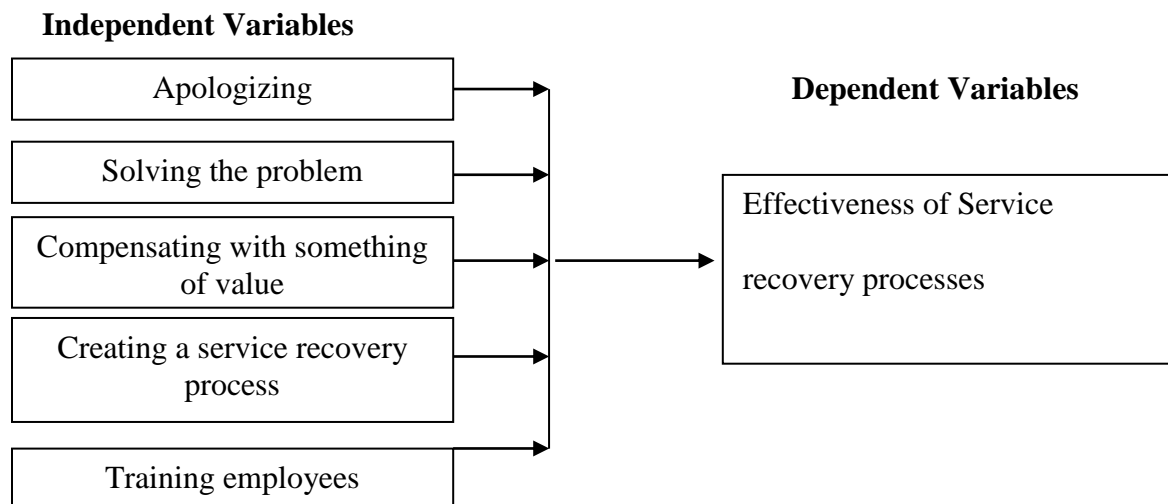 Independent Variables
Apologizing
Solving the problem
Compensating with something
of value
Creating a service recovery
process
Training employees
Dependent Variables
Effectiveness of Service
recovery processes